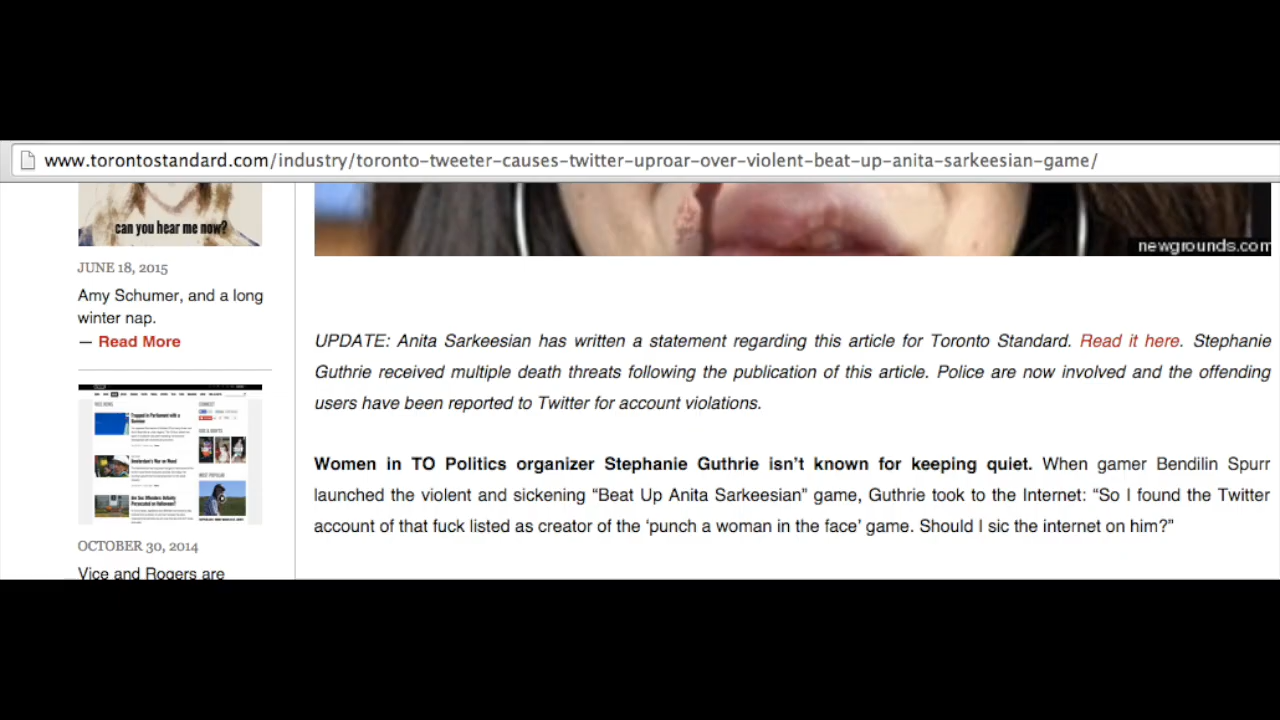 www.torontostandard.com/industry/toronto-tweeter-causes-twitter-uproar-over-violent-beat-up-anita-sarkeesian-game/
can you hear me now?
newgrounds.com
JUNE 18, 2015
Amy Schumer, and a long
winter nap.
— Read More
OCTOBER 30, 2014
Vice and Rogers are
UPDATE: Anita Sarkeesian has written a statement regarding this article for Toronto Standard. Read it here. Stephanie
Guthrie received multiple death threats following the publication of this article. Police are now involved and the offending
users have been reported to Twitter for account violations.
Women in TO Politics organizer Stephanie Guthrie isn't known for keeping quiet. When gamer Bendilin Spurr
launched the violent and sickening “Beat Up Anita Sarkeesian” game, Guthrie took to the Internet: “So I found the Twitter
account of that fuck listed as creator of the ‘punch a woman in the face’ game. Should I sic the internet on him?”